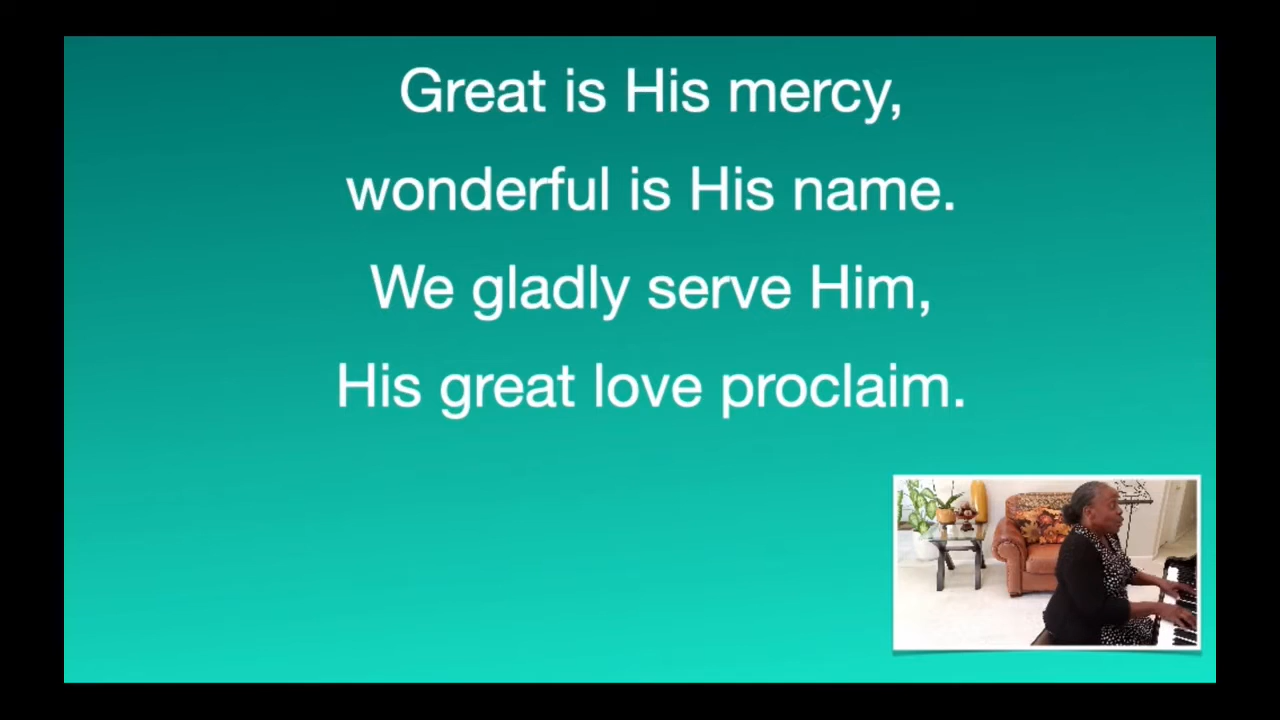 Great is His mercy,
wonderful is His name.
We gladly serve Him,
His great love proclaim.